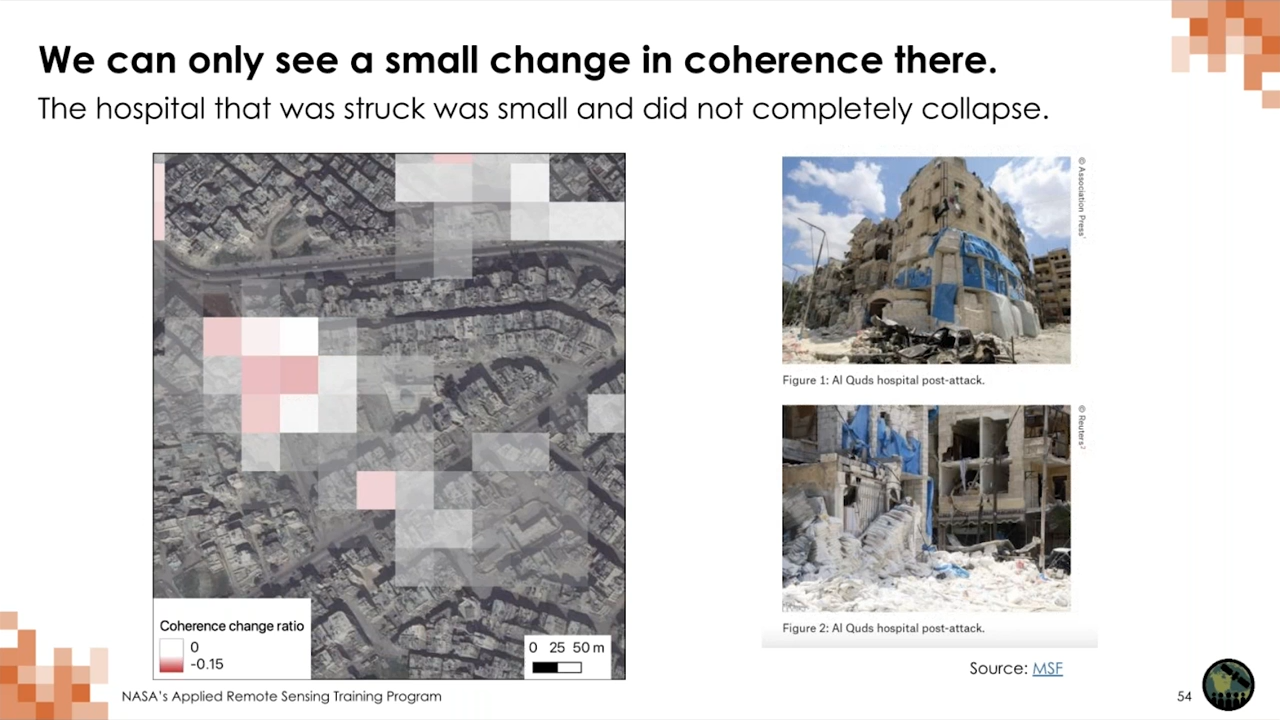 We can only see a small change in coherence there.
The hospital that was struck was small and did not completely collapse.
© Association Press¹
Figure 1: Al Quds hospital post-attack.
© Reuters²
Figure 2: Al Quds hospital post-attack.
Coherence change ratio
0
-0.15
0 25 50 m
Source: MSF
NASA's Applied Remote Sensing Training Program
54